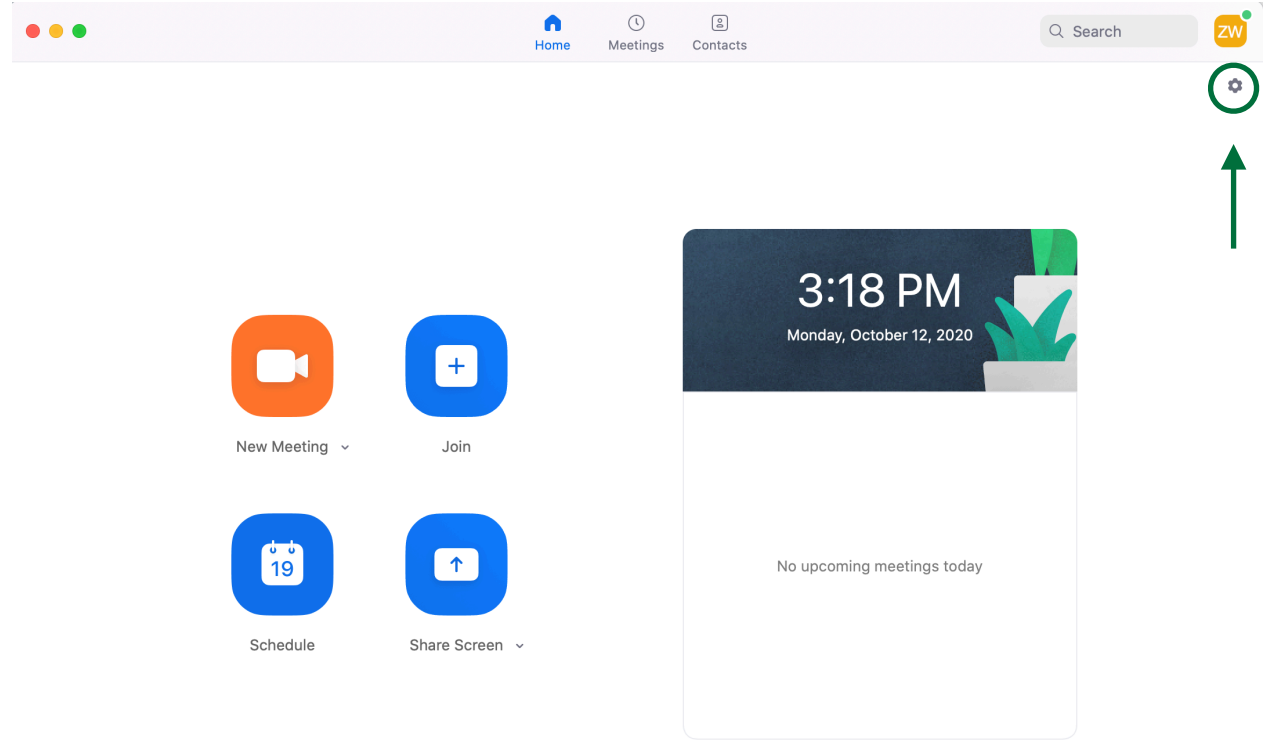 Home
Meetings
Contacts
Search
ZW
3:18 PM
Monday, October 12, 2020
New Meeting
Join
19
Schedule
Share Screen
No upcoming meetings today